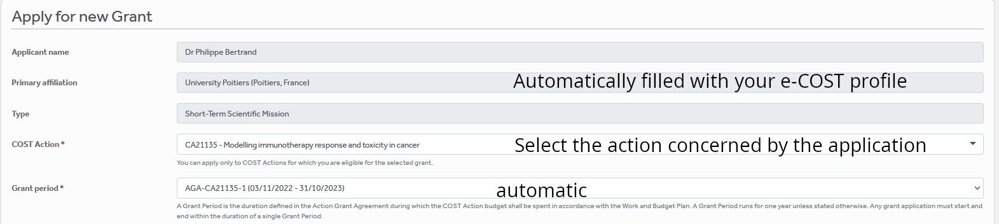 Apply for new Grant
Applicant name
Dr Philippe Bertrand
Primary affiliation
University Poitiers (Poitiers, France)
Automatically filled with your e-COST profile
Type
Short-Term Scientific Mission
COST Action *
CA21135 - Modelling immunotherapy response and toxicity in cancer
Select the action concerned by the application
You can apply only to COST Actions for which you are eligible for the selected grant.
Grant period *
AGA-CA21135-1 (03/11/2022 - 31/10/2023)
automatic
A Grant Period is the duration defined in the Action Grant Agreement during which the COST Action budget shall be spent in accordance with the Work and Budget Plan. A Grant Period runs for one year unless stated otherwise. Any grant application must start and
end within the duration of a single Grant Period.